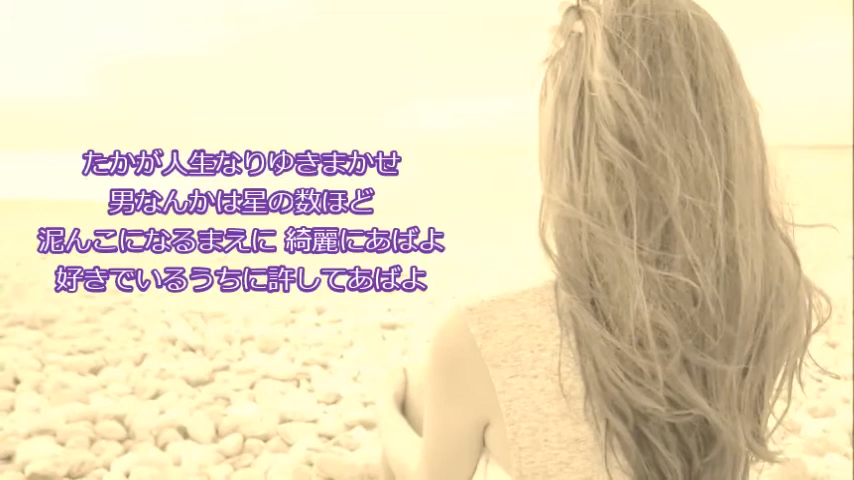 たかが人生なりゆきまかせ
男なんかは星の数ほど
泥んこになるまえに 綺麗にあばよ
好きでいるうちに許してあばよ